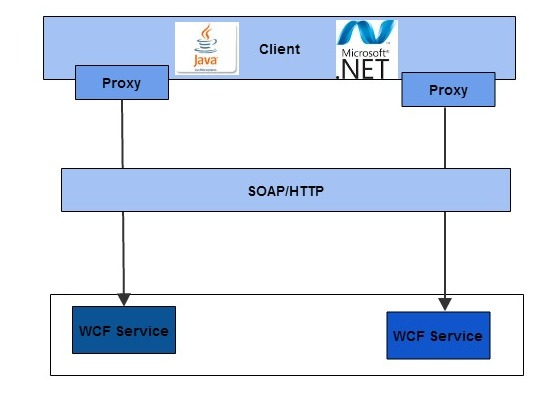 Java
Client
Microsoft®
.NET
Proxy
Proxy
SOAP/HTTP
WCF Service
WCF Service